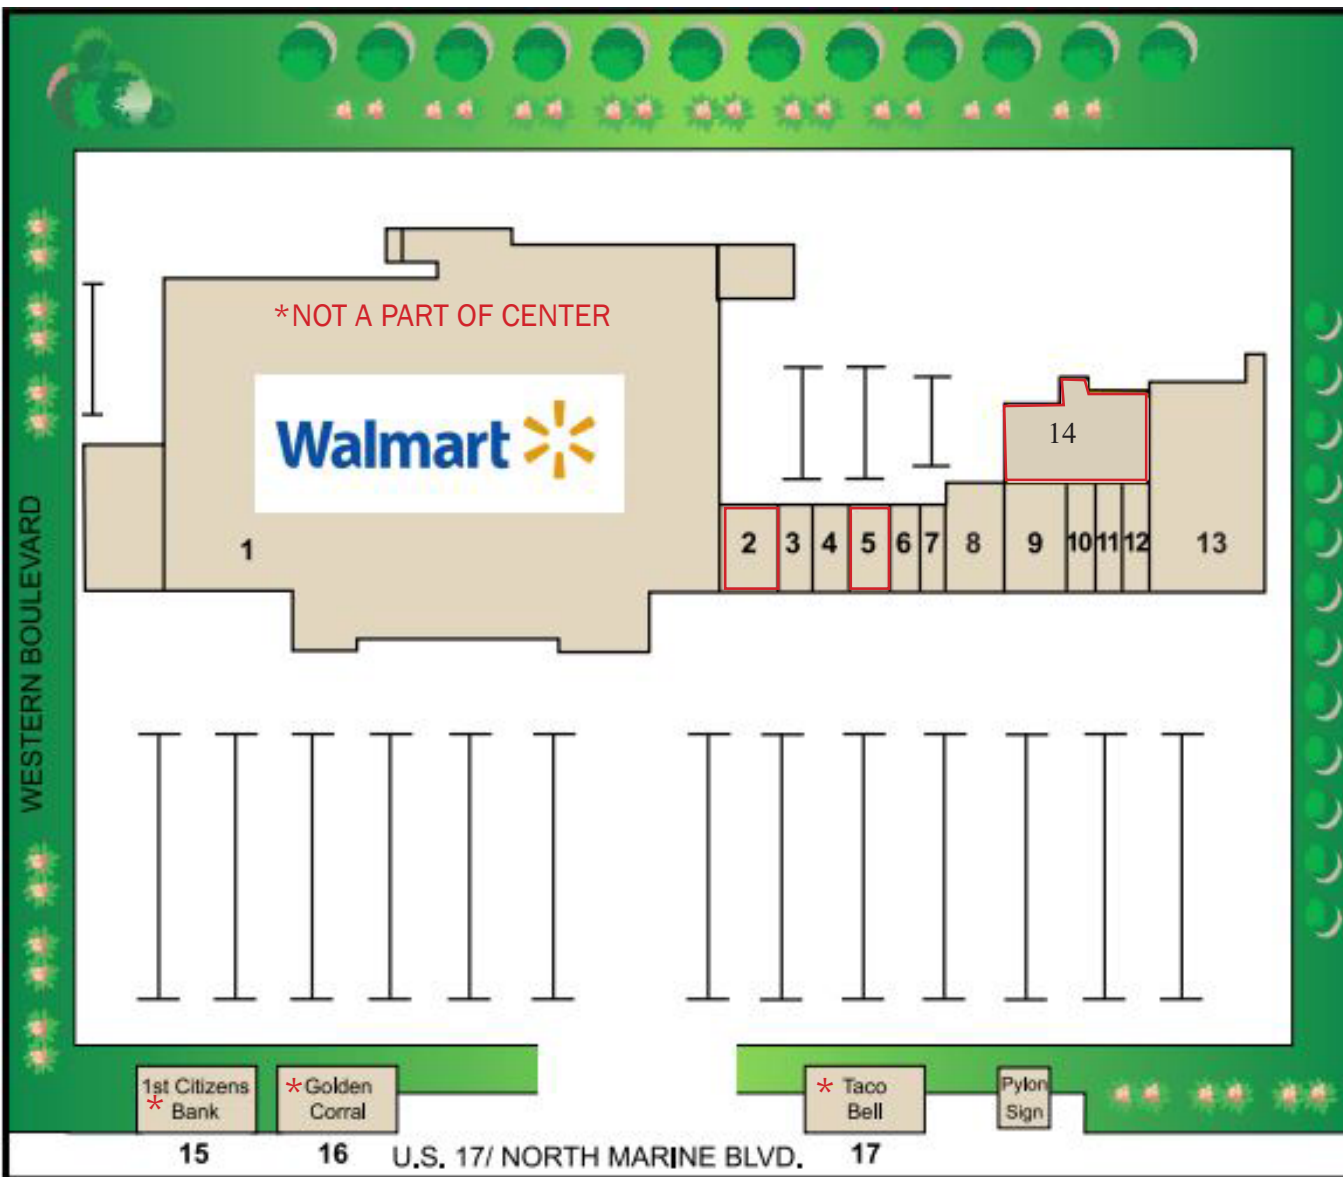 *NOT A PART OF CENTER
Walmart
14
1
2 3 4 5 6 7 8 9 10 11 12 13
WESTERN BOULEVARD
1st Citizens
* Bank
* Golden
Corral
* Taco
Bell
Pylon
Sign
15 16 U.S. 17/ NORTH MARINE BLVD. 17